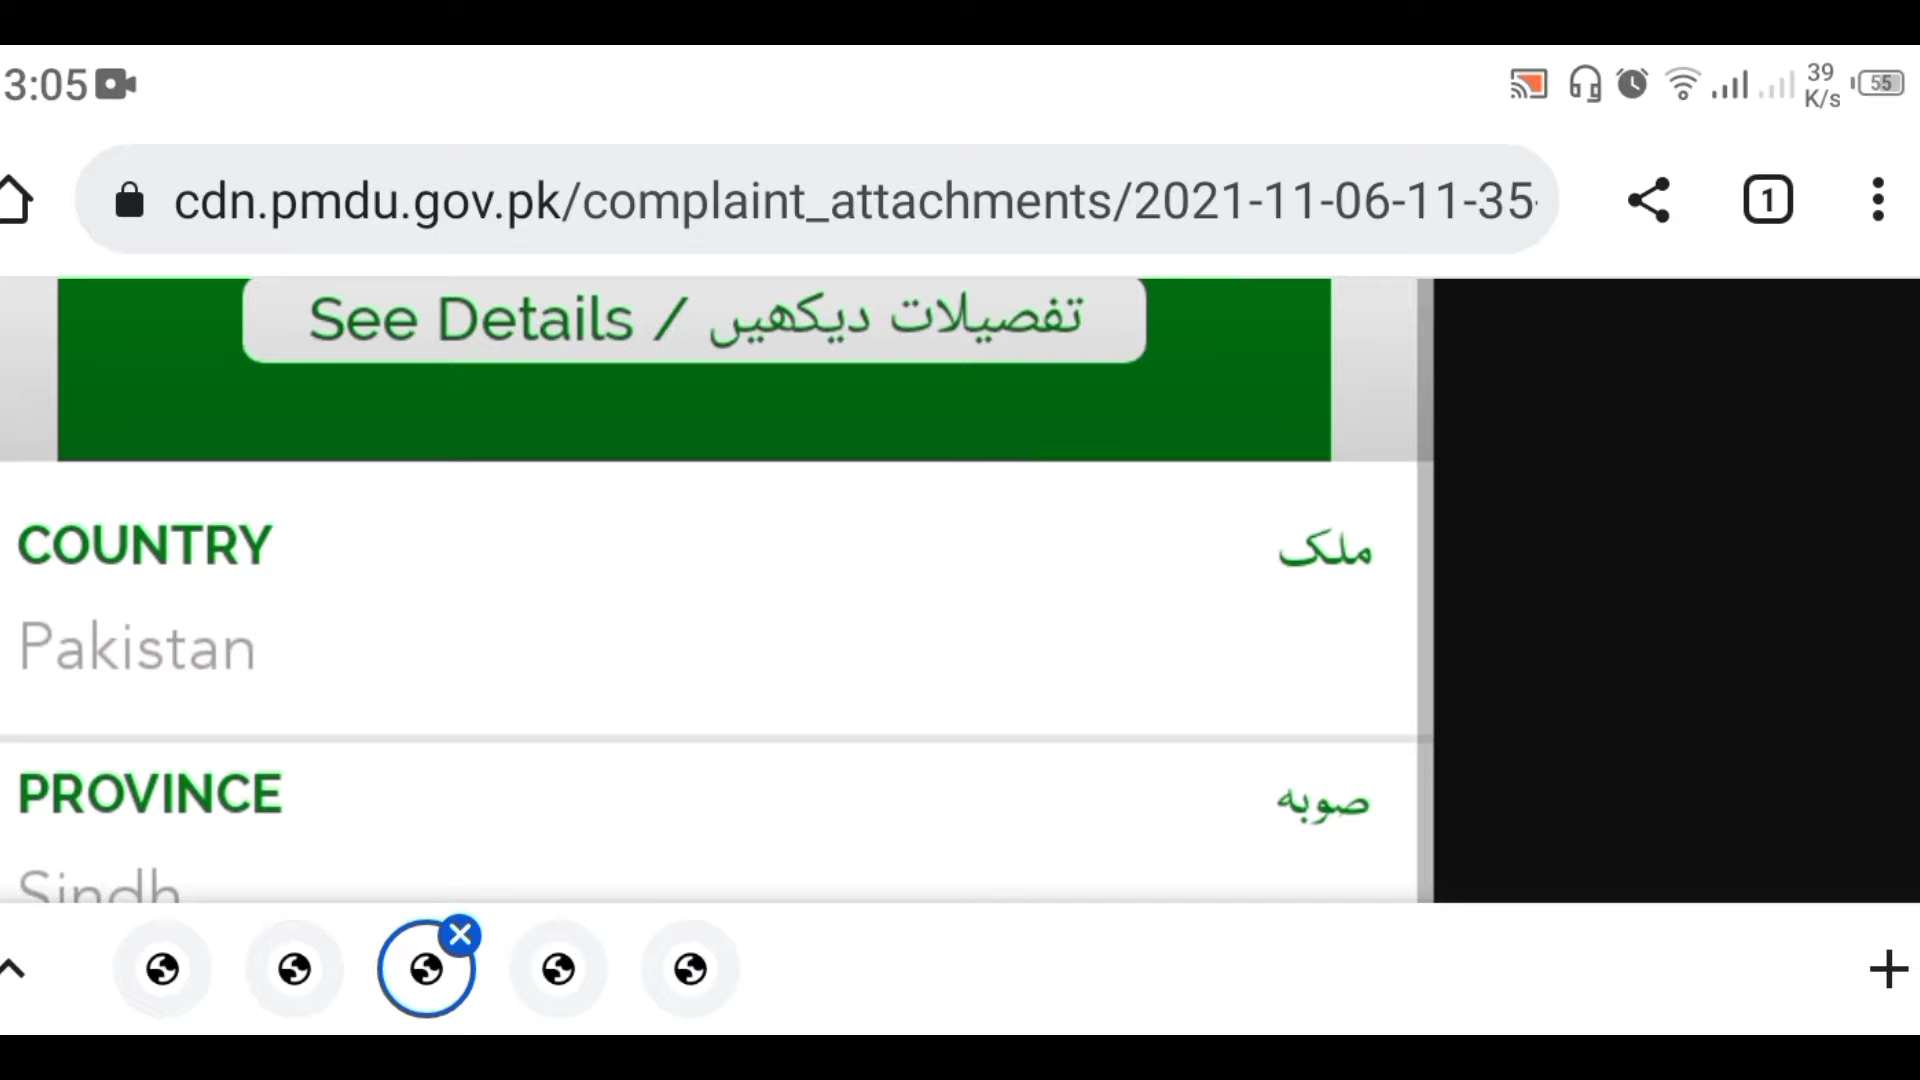 3:05
39
K/s
55
cdn.pmdu.gov.pk/complaint_attachments/2021-11-06-11-35-
1
See Details / تفصیلات دیکھیں
COUNTRY ملک
Pakistan
PROVINCE صوبہ
Sindh